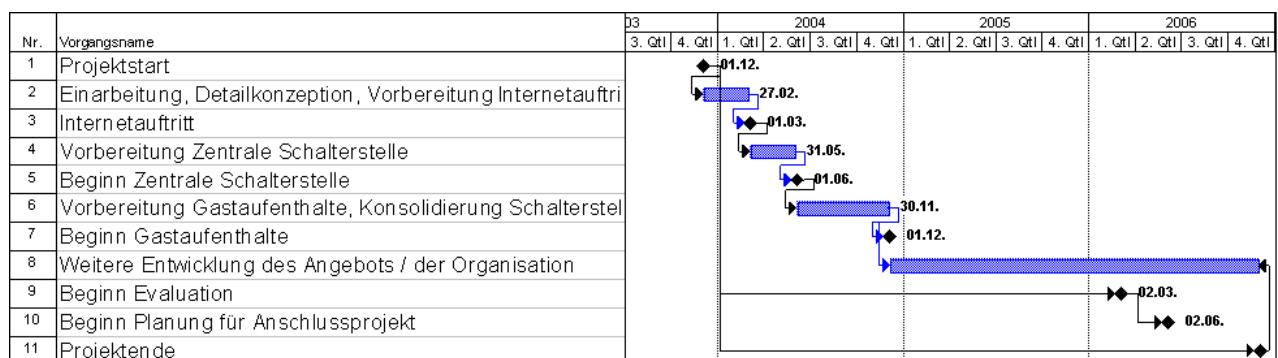 03 2004 2005 2006
Nr. Vorgangsname 3. Qtl 4. Qtl 1. Qtl 2. Qtl 3. Qtl 4. Qtl 1. Qtl 2. Qtl 3. Qtl 4. Qtl 1. Qtl 2. Qtl 3. Qtl 4. Qtl
1 Projektstart 01.12.
2 Einarbeitung, Detailkonzeption, Vorbereitung Internetauftri 27.02.
3 Internetauftritt 01.03.
4 Vorbereitung Zentrale Schalterstelle 31.05.
5 Beginn Zentrale Schalterstelle 01.06.
6 Vorbereitung Gastaufenthalte, Konsolidierung Schalterstel 30.11.
7 Beginn Gastaufenthalte 01.12.
8 Weitere Entwicklung des Angebots / der Organisation
9 Beginn Evaluation 02.03.
10 Beginn Planung für Anschlussprojekt 02.06.
11 Projektende